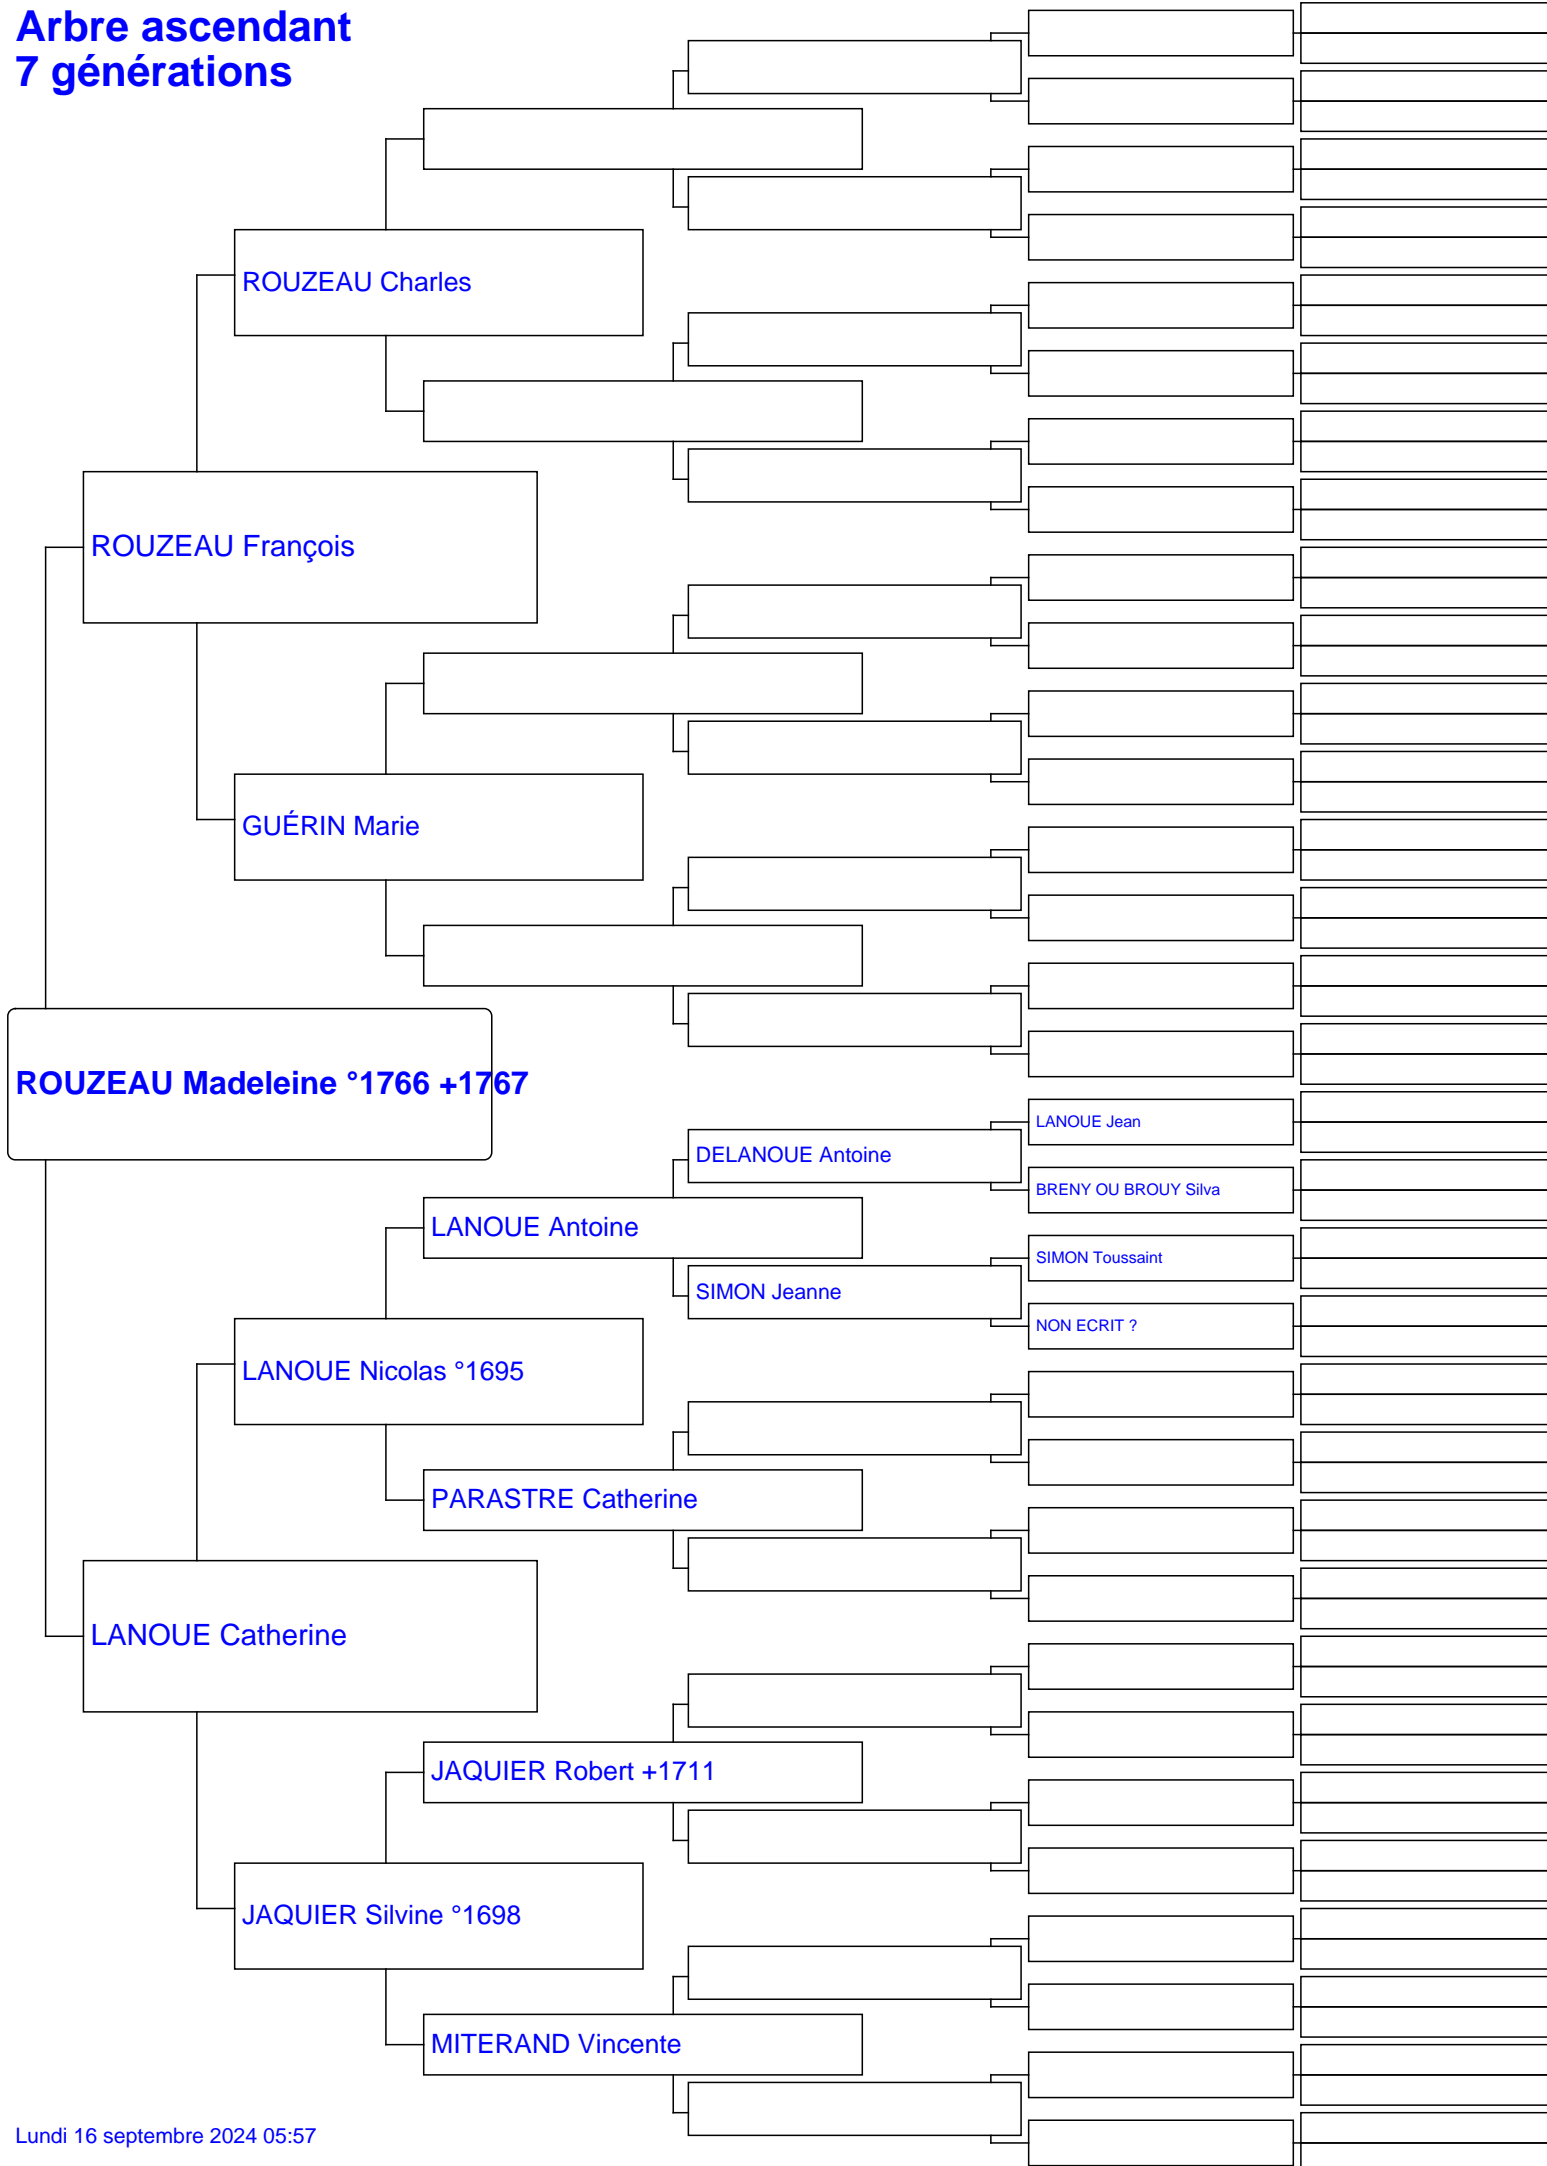 Arbre ascendant
7 générations
ROUZEAU Charles
ROUZEAU François
GUÉRIN Marie
ROUZEAU Madeleine °1766 +1767
LANOUE Jean
DELANOUE Antoine
BRENY OU BROUY Silva
LANOUE Antoine
SIMON Toussaint
SIMON Jeanne
NON ECRIT ?
LANOUE Nicolas °1695
PARASTRE Catherine
LANOUE Catherine
JAQUIER Robert +1711
JAQUIER Silvine °1698
MITERAND Vincente
Lundi 16 septembre 2024 05:57